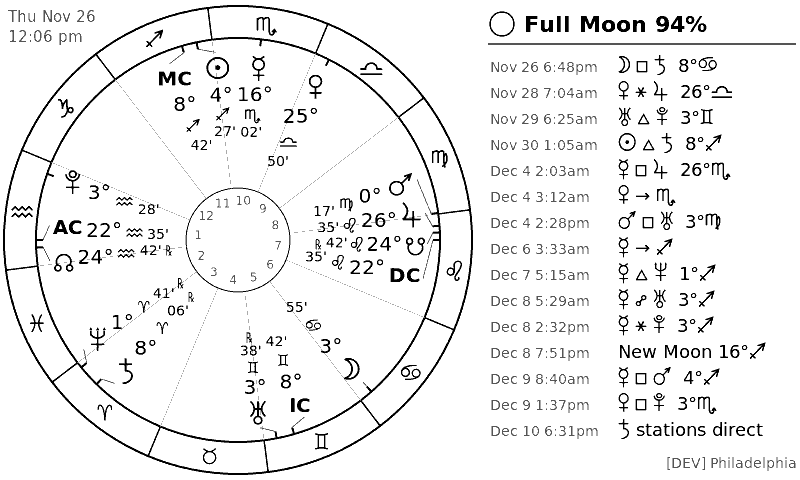 Thu Nov 26
12:06 pm
♐ ♏ ♎ ♍ ♌ ♋ ♊ ♉ ♈ ♓ ♒ ♑
MC 8° ♐ 42'
☉ 4° ♐ 27'
☿ 16° ♏ 02'
♀ 25° ♎ 50'
♂ 0° ♍ 17'
♃ 26° ♌ 35'
☋ 24° ♌ 42' ℞
DC 22° ♌ 35'
☽ 3° ♋ 55'
IC 8° ♊ 42'
♅ 3° ♊ 38' ℞
♄ 8° ♈ 06' ℞
♆ 1° ♈ 41' ℞
☊ 24° ♒ 42' ℞
AC 22° ♒ 35'
♇ 3° ♒ 28'
1 2 3 4 5 6 7 8 9 10 11 12
Full Moon 94%
Nov 26 6:48pm ☽ □ ♄ 8°♋
Nov 28 7:04am ♀ ⚹ ♃ 26°♎
Nov 29 6:25am ♅ △ ♇ 3°♊
Nov 30 1:05am ☉ △ ♄ 8°♐
Dec 4 2:03am ☿ □ ♃ 26°♏
Dec 4 3:12am ♀ → ♏
Dec 4 2:28pm ♂ □ ♅ 3°♍
Dec 6 3:33am ☿ → ♐
Dec 7 5:15am ☿ △ ♆ 1°♐
Dec 8 5:29am ☿ ☍ ♅ 3°♐
Dec 8 2:32pm ☿ ⚹ ♇ 3°♐
Dec 8 7:51pm New Moon 16°♐
Dec 9 8:40am ☿ □ ♂ 4°♐
Dec 9 1:37pm ♀ □ ♇ 3°♏
Dec 10 6:31pm ♄ stations direct
[DEV] Philadelphia